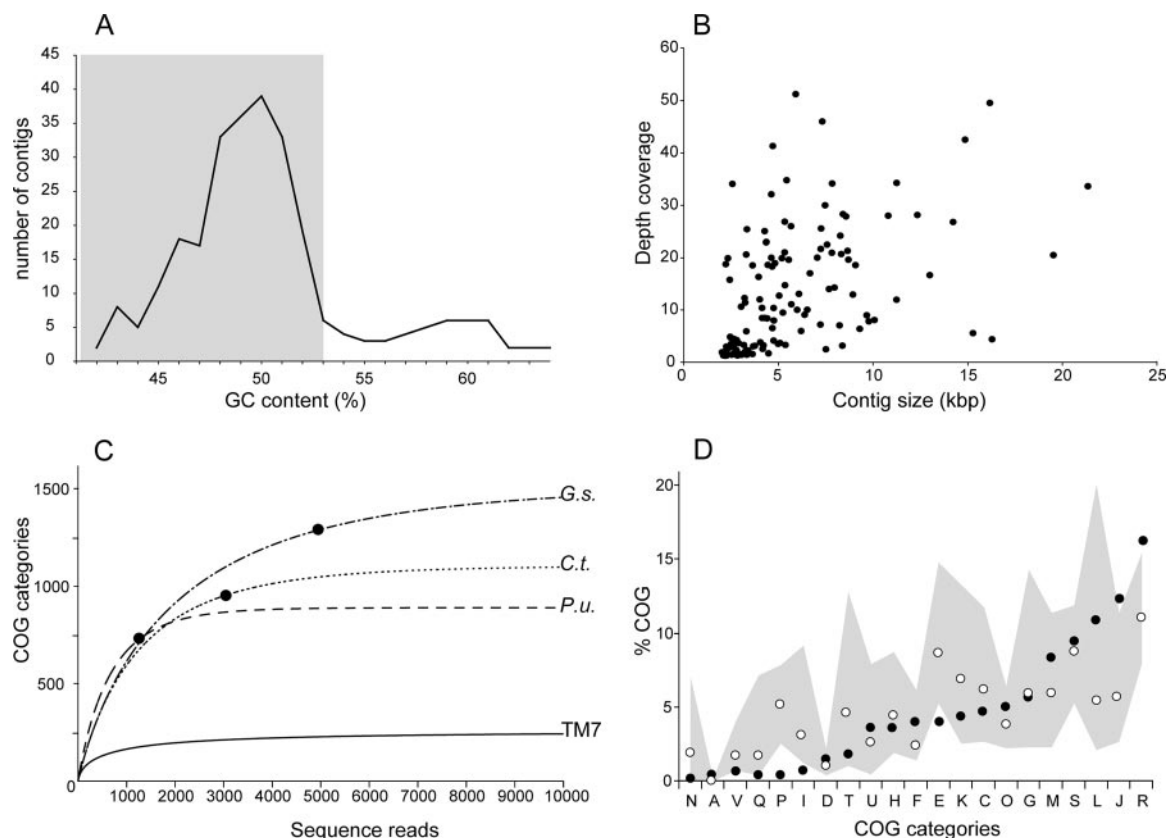 A
45
40
35
30
25
20
15
10
5
0
number of contigs
45 50 55 60
GC content (%)
B
60
50
40
30
20
10
0
Depth coverage
0 5 10 15 20 25
Contig size (kbp)
C
1500
1000
500
0
COG categories
G.s.
C.t.
P.u.
TM7
1000 2000 3000 4000 5000 6000 7000 8000 9000 10000
Sequence reads
D
20
15
10
5
0
% COG
N A V Q P I D T U H F E K C O G M S L J R
COG categories